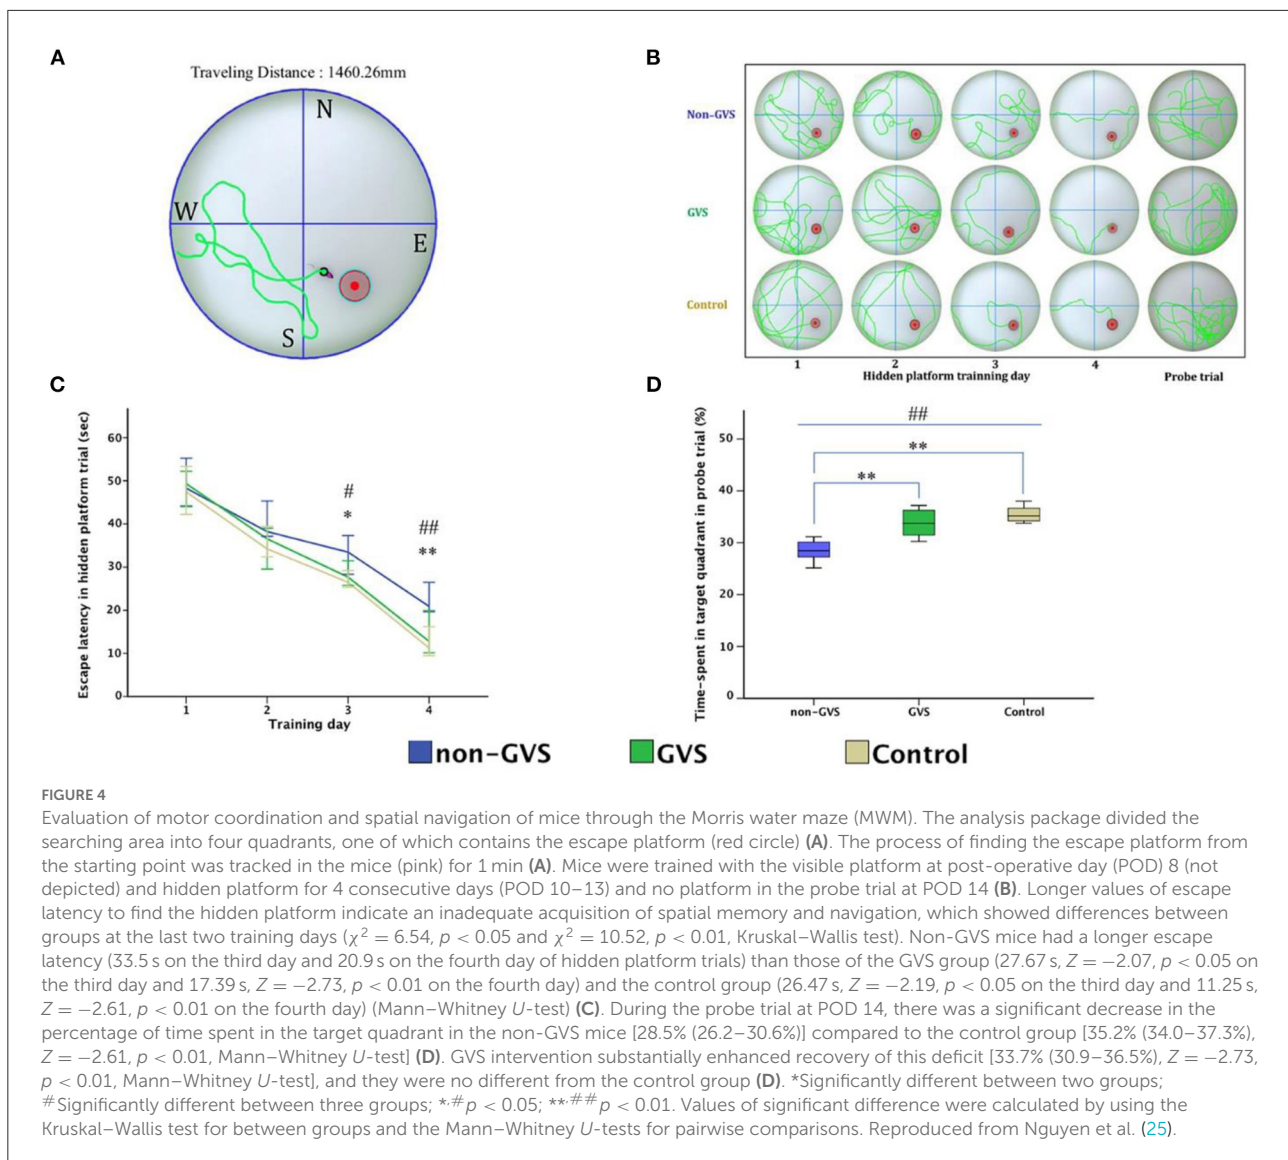 A
Traveling Distance : 1460.26mm
N
W
E
S
B
Non-GVS
GVS
Control
1 2 3 4
Hidden platform trainning day Probe trial
C
Escape latency in hidden platform trial (sec)
60
50
40
30
20
10
0
#
*
##
**
1 2 3 4
Training day
D
Time-spent in target quadrant in probe trial (%)
50
40
30
20
10
0
##
**
**
non-GVS GVS Control
non-GVS GVS Control
FIGURE 4
Evaluation of motor coordination and spatial navigation of mice through the Morris water maze (MWM). The analysis package divided the
searching area into four quadrants, one of which contains the escape platform (red circle) (A). The process of finding the escape platform from
the starting point was tracked in the mice (pink) for 1 min (A). Mice were trained with the visible platform at post-operative day (POD) 8 (not
depicted) and hidden platform for 4 consecutive days (POD 10–13) and no platform in the probe trial at POD 14 (B). Longer values of escape
latency to find the hidden platform indicate an inadequate acquisition of spatial memory and navigation, which showed differences between
groups at the last two training days (χ² = 6.54, p < 0.05 and χ² = 10.52, p < 0.01, Kruskal–Wallis test). Non-GVS mice had a longer escape
latency (33.5 s on the third day and 20.9 s on the fourth day of hidden platform trials) than those of the GVS group (27.67 s, Z = −2.07, p < 0.05 on
the third day and 17.39 s, Z = −2.73, p < 0.01 on the fourth day) and the control group (26.47 s, Z = −2.19, p < 0.05 on the third day and 11.25 s,
Z = −2.61, p < 0.01 on the fourth day) (Mann–Whitney U-test) (C). During the probe trial at POD 14, there was a significant decrease in the
percentage of time spent in the target quadrant in the non-GVS mice [28.5% (26.2–30.6%)] compared to the control group [35.2% (34.0–37.3%),
Z = −2.61, p < 0.01, Mann–Whitney U-test] (D). GVS intervention substantially enhanced recovery of this deficit [33.7% (30.9–36.5%), Z = −2.73,
p < 0.01, Mann–Whitney U-test], and they were no different from the control group (D). *Significantly different between two groups;
#Significantly different between three groups; *,#p < 0.05; **,##p < 0.01. Values of significant difference were calculated by using the
Kruskal–Wallis test for between groups and the Mann–Whitney U-tests for pairwise comparisons. Reproduced from Nguyen et al. (25).